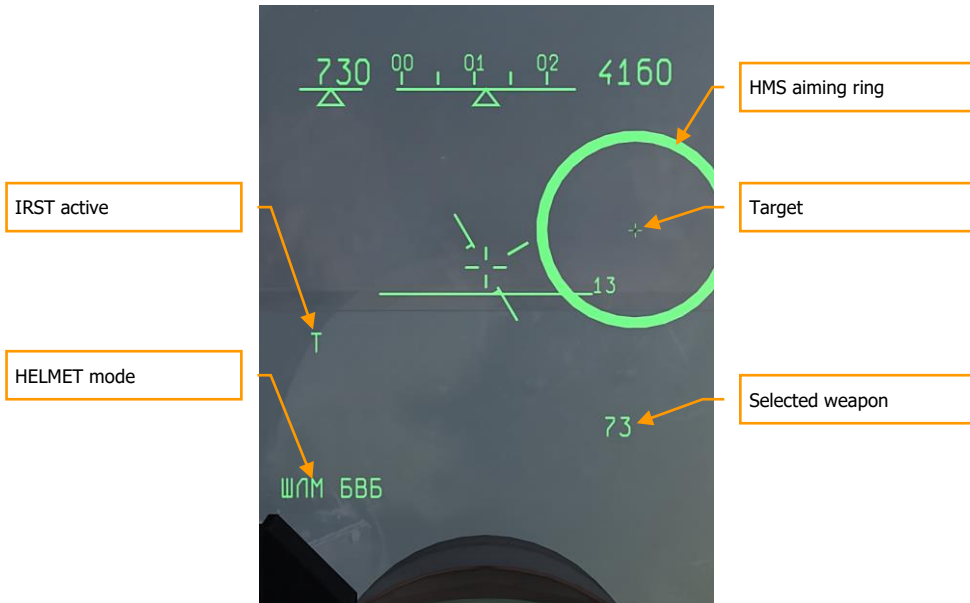 730 00 01 02 4160
HMS aiming ring
IRST active
Target
13
T
HELMET mode
Selected weapon
73
ШЛМ БВБ